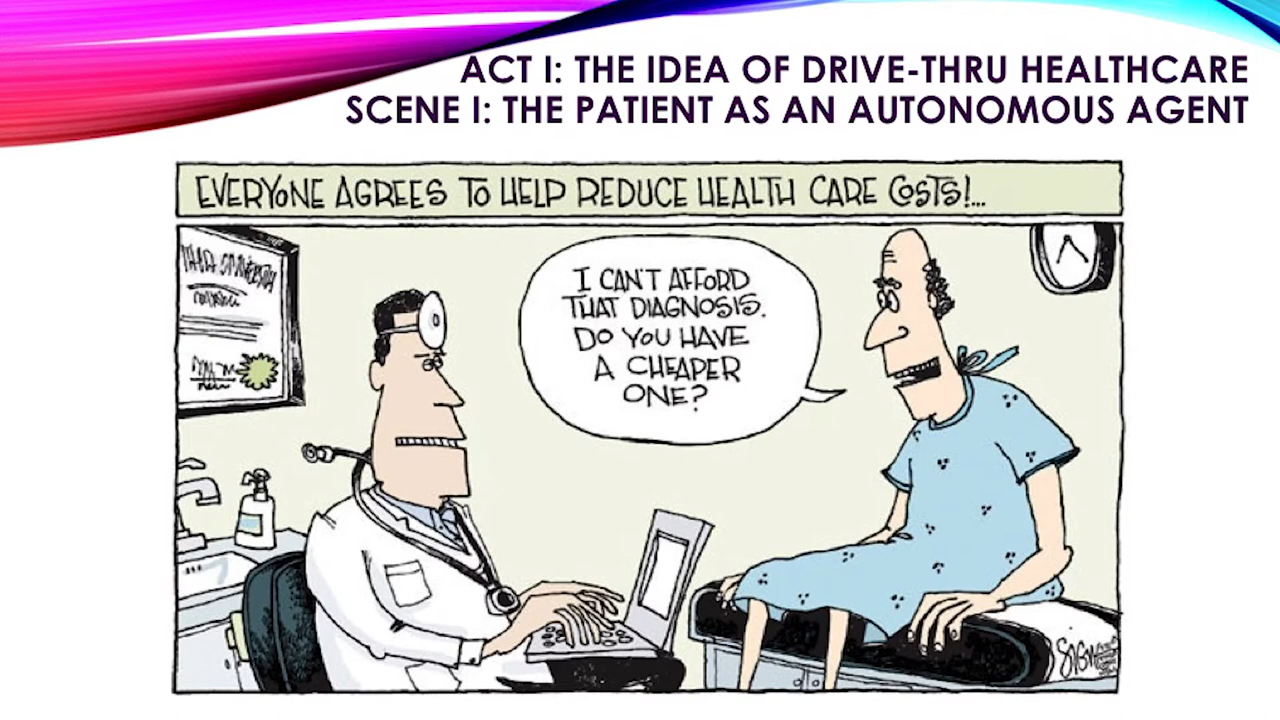 ACT I: THE IDEA OF DRIVE-THRU HEALTHCARE
SCENE I: THE PATIENT AS AN AUTONOMOUS AGENT
EVERYONE AGREES TO HELP REDUCE HEALTH CARE COSTS!...
I CAN'T AFFORD
THAT DIAGNOSIS.
DO YOU HAVE
A CHEAPER
ONE?